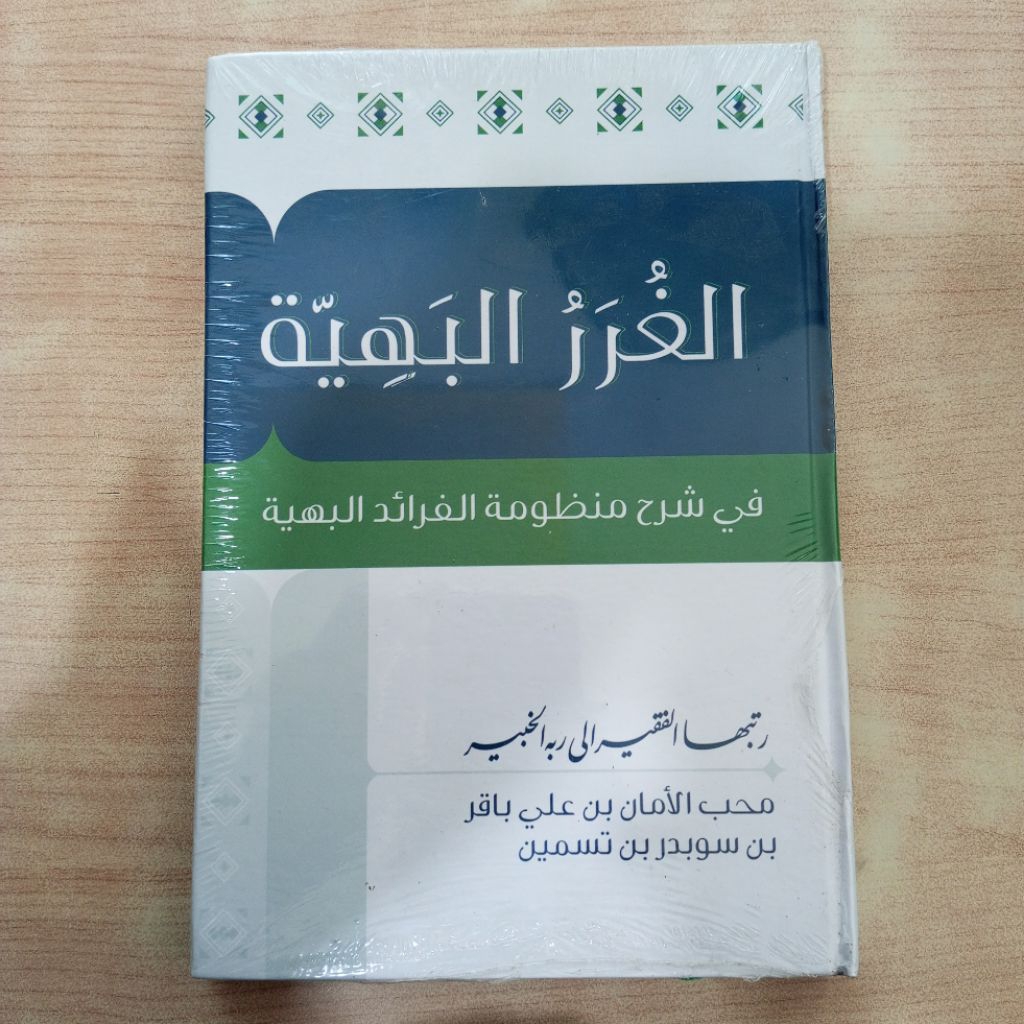 الغُرَرُ البَهِيّة
في شرح منظومة الفرائد البهية
رتبها الفقير الى ربه الخبير
محب الأمان بن علي باقر
بن سوبدر بن تسمين